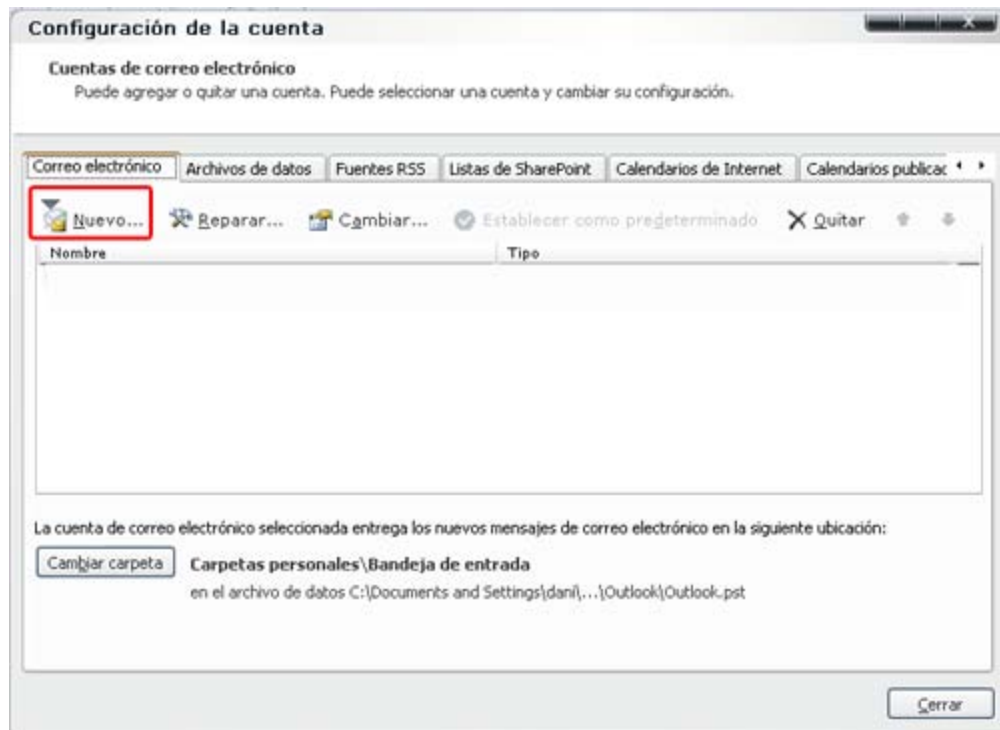 Configuración de la cuenta
Cuentas de correo electrónico
Puede agregar o quitar una cuenta. Puede seleccionar una cuenta y cambiar su configuración.
Correo electrónico Archivos de datos Fuentes RSS Listas de SharePoint Calendarios de Internet Calendarios publicac
Nuevo... Reparar... Cambiar... Establecer como predeterminado Quitar
Nombre Tipo
La cuenta de correo electrónico seleccionada entrega los nuevos mensajes de correo electrónico en la siguiente ubicación:
Cambiar carpeta Carpetas personales\Bandeja de entrada
en el archivo de datos C:\Documents and Settings\dani\...\Outlook\Outlook.pst
Cerrar